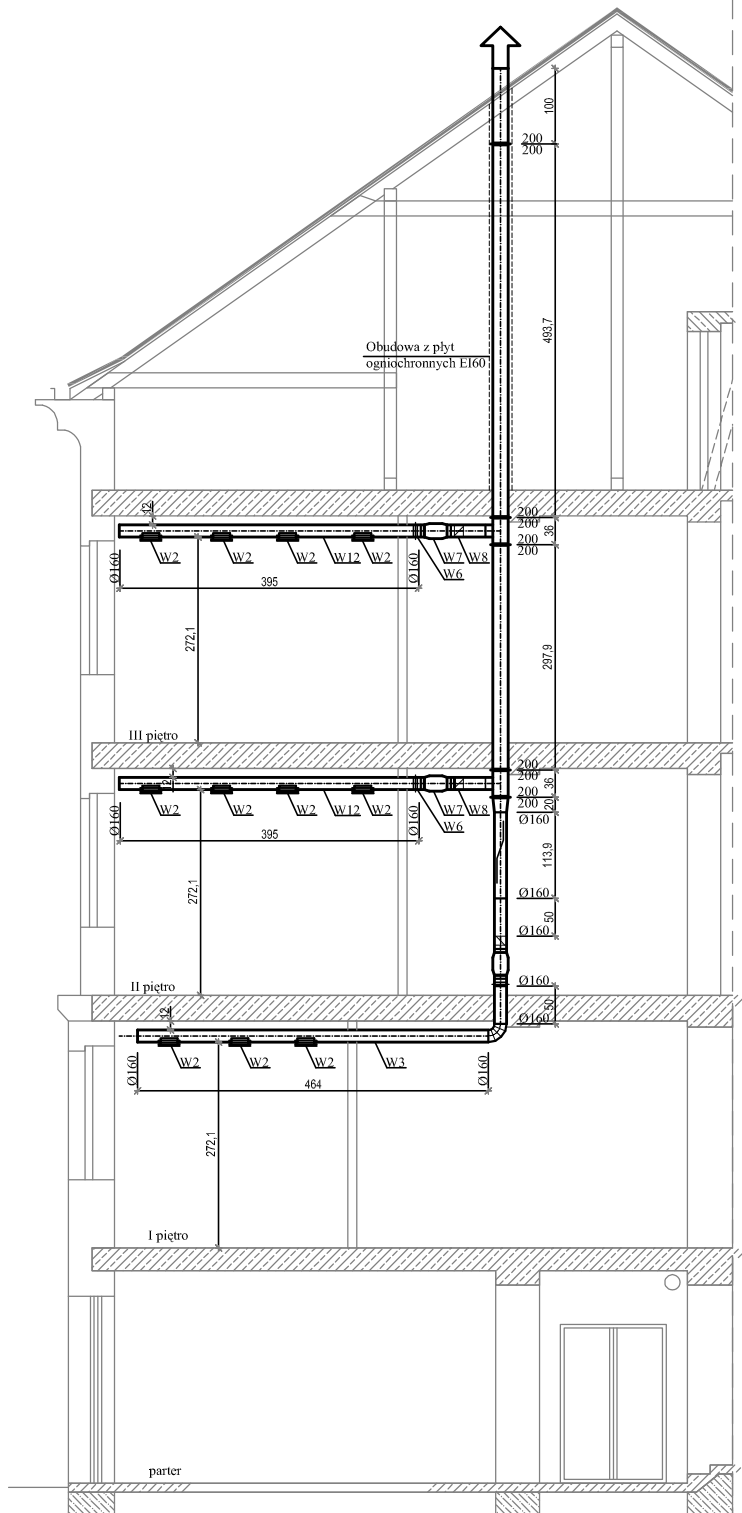 100
200
200
493,7
Obudowa z płyt
ogniochronnych EI60
200
12
200
36
200
200
W2
W2
W2
W12
W2
W7
W8
W6
Ø160
Ø160
395
272,1
297,9
III piętro
200
200
12
36
200
200
20
W2
W2
W2
W12
W2
W7
W8
W6
Ø160
Ø160
Ø160
395
113,9
272,1
Ø160
50
Ø160
Ø160
II piętro
50
12
Ø160
W2
W2
W2
W3
Ø160
Ø160
464
272,1
I piętro
parter